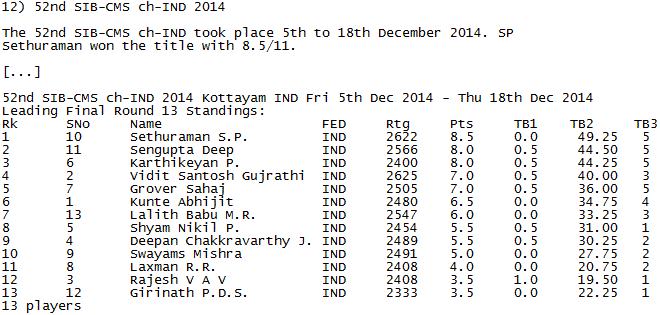 12) 52nd SIB-CMS ch-IND 2014
The 52nd SIB-CMS ch-IND took place 5th to 18th December 2014. SP
Sethuraman won the title with 8.5/11.
[...]
52nd SIB-CMS ch-IND 2014 Kottayam IND Fri 5th Dec 2014 - Thu 18th Dec 2014
Leading Final Round 13 Standings:
Rk SNo Name FED Rtg Pts TB1 TB2 TB3
1 10 Sethuraman S.P. IND 2622 8.5 0.0 49.25 5
2 11 Sengupta Deep IND 2566 8.0 0.5 44.50 5
3 6 Karthikeyan P. IND 2400 8.0 0.5 44.25 5
4 2 Vidit Santosh Gujrathi IND 2625 7.0 0.5 40.00 3
5 7 Grover Sahaj IND 2505 7.0 0.5 36.00 5
6 1 Kunte Abhijit IND 2480 6.5 0.0 34.75 4
7 13 Lalith Babu M.R. IND 2547 6.0 0.0 33.25 3
8 5 Shyam Nikil P. IND 2454 5.5 0.5 31.00 1
9 4 Deepan Chakkravarthy J. IND 2489 5.5 0.5 30.25 2
10 9 Swayams Mishra IND 2491 5.0 0.0 27.75 2
11 8 Laxman R.R. IND 2408 4.0 0.0 20.75 2
12 3 Rajesh V A V IND 2408 3.5 1.0 19.50 1
13 12 Girinath P.D.S. IND 2333 3.5 0.0 22.25 1
13 players